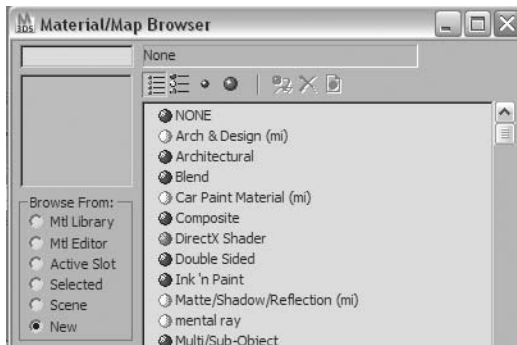 Material/Map Browser
None
NONE
Arch & Design (mi)
Architectural
Blend
Car Paint Material (mi)
Composite
DirectX Shader
Double Sided
Ink 'n Paint
Matte/Shadow/Reflection (mi)
mental ray
Multi/Sub-Object
Browse From:
Mtl Library
Mtl Editor
Active Slot
Selected
Scene
New